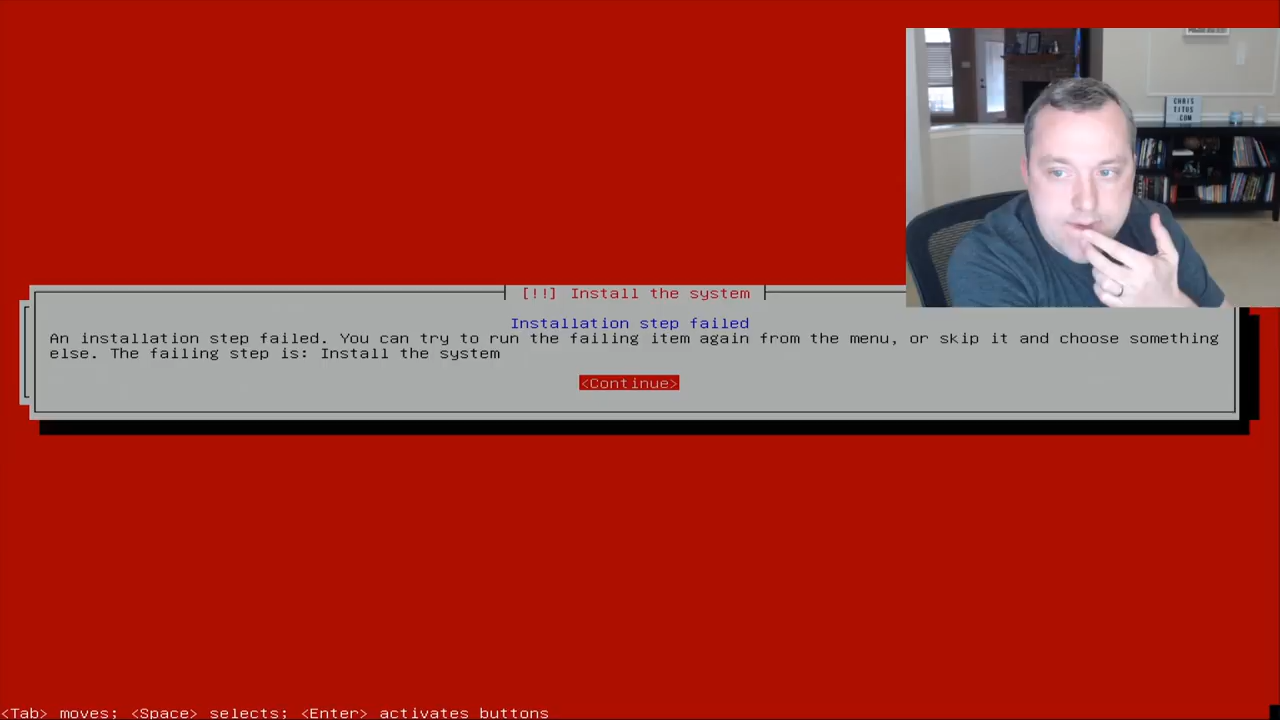 CHRIS
TITUS
.COM
[!!] Install the system
Installation step failed
An installation step failed. You can try to run the failing item again from the menu, or skip it and choose something
else. The failing step is: Install the system
<Continue>
<Tab> moves; <Space> selects; <Enter> activates buttons